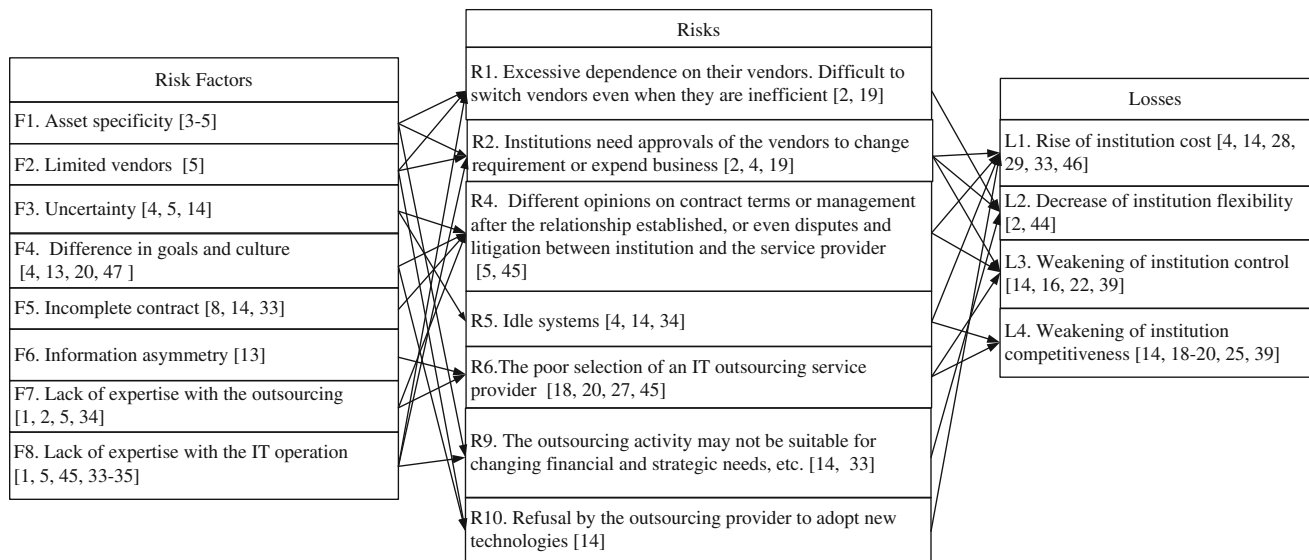 Risk Factors
F1. Asset specificity [3-5]
F2. Limited vendors [5]
F3. Uncertainty [4, 5, 14]
F4. Difference in goals and culture
[4, 13, 20, 47 ]
F5. Incomplete contract [8, 14, 33]
F6. Information asymmetry [13]
F7. Lack of expertise with the outsourcing
[1, 2, 5, 34]
F8. Lack of expertise with the IT operation
[1, 5, 45, 33-35]
Risks
R1. Excessive dependence on their vendors. Difficult to
switch vendors even when they are inefficient [2, 19]
R2. Institutions need approvals of the vendors to change
requirement or expend business [2, 4, 19]
R4. Different opinions on contract terms or management
after the relationship established, or even disputes and
litigation between institution and the service provider
[5, 45]
R5. Idle systems [4, 14, 34]
R6.The poor selection of an IT outsourcing service
provider [18, 20, 27, 45]
R9. The outsourcing activity may not be suitable for
changing financial and strategic needs, etc. [14, 33]
R10. Refusal by the outsourcing provider to adopt new
technologies [14]
Losses
L1. Rise of institution cost [4, 14, 28,
29, 33, 46]
L2. Decrease of institution flexibility
[2, 44]
L3. Weakening of institution control
[14, 16, 22, 39]
L4. Weakening of institution
competitiveness [14, 18-20, 25, 39]